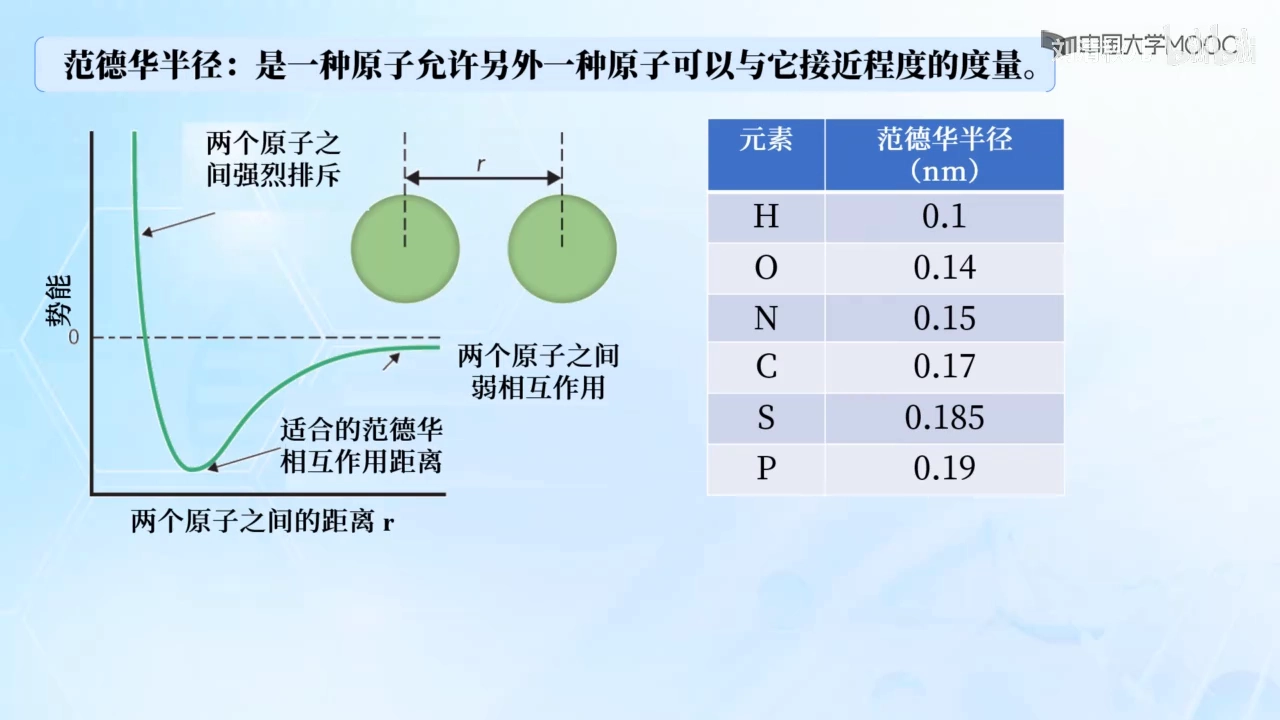 范德华半径：是一种原子允许另外一种原子可以与它接近程度的度量。
中国大学MOOC
两个原子之
间强烈排斥
r
势能
0
两个原子之间
弱相互作用
适合的范德华
相互作用距离
两个原子之间的距离 r
元素 范德华半径
（nm）
H 0.1
O 0.14
N 0.15
C 0.17
S 0.185
P 0.19